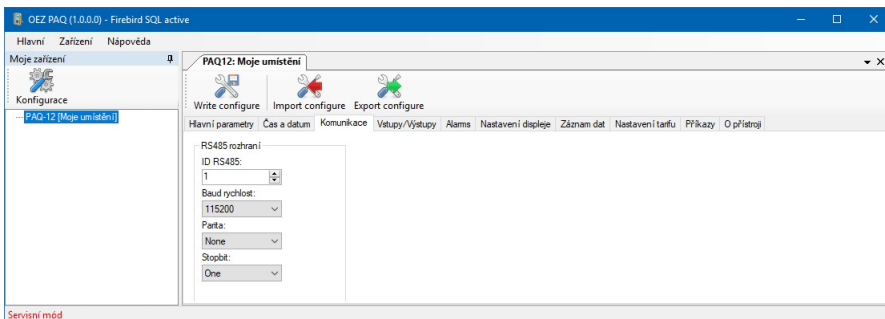 OEZ PAQ (1.0.0.0) - Firebird SQL active
Hlavní Zařízení Nápověda
Moje zařízení
PAQ12: Moje umístění
Konfigurace
Write configure Import configure Export configure
PAQ-12 [Moje umístění]
Hlavní parametry Čas a datum Komunikace Vstupy/Výstupy Alarns Nastavení displeje Záznam dat Nastavení tarifu Příkazy O přístroji
RS485 rozhraní
ID RS485:
1
Baud rychlost:
115200
Parita:
None
Stopbit:
One
Servisní mód